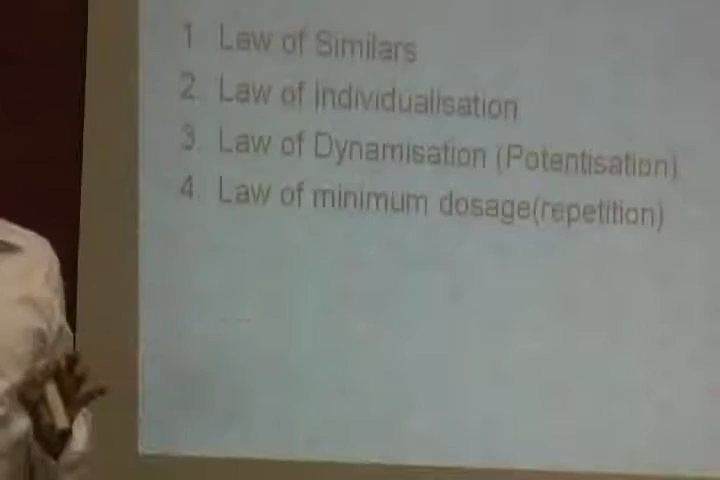 1 Law of Similars
2. Law of Individualisation
3. Law of Dynamisation (Potentisation)
4. Law of minimum dosage(repetition)